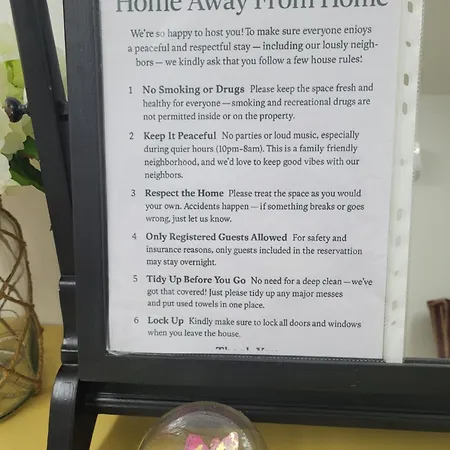 Home Away From Home
We're so happy to host you! To make sure everyone enjoys
a peaceful and respectful stay — including our lously neigh-
bors — we kindly ask that you follow a few house rules!
1 No Smoking or Drugs Please keep the space fresh and
healthy for everyone — smoking and recreational drugs are
not permitted inside or on the property.
2 Keep It Peaceful No parties or loud music, especially
during quier hours (10pm-8am). This is a family friendly
neighborhood, and we'd love to keep good vibes with our
neighbors.
3 Respect the Home Please treat the space as you would
your own. Accidents happen — if something breaks or goes
wrong, just let us know.
4 Only Registered Guests Allowed For safety and
insurance reasons, only guests included in the reservattion
may stay overnight.
5 Tidy Up Before You Go No need for a deep clean — we've
got that covered! Just please tidy up any major messes
and put used towels in one place.
6 Lock Up Kindly make sure to lock all doors and windows
when you leave the house.